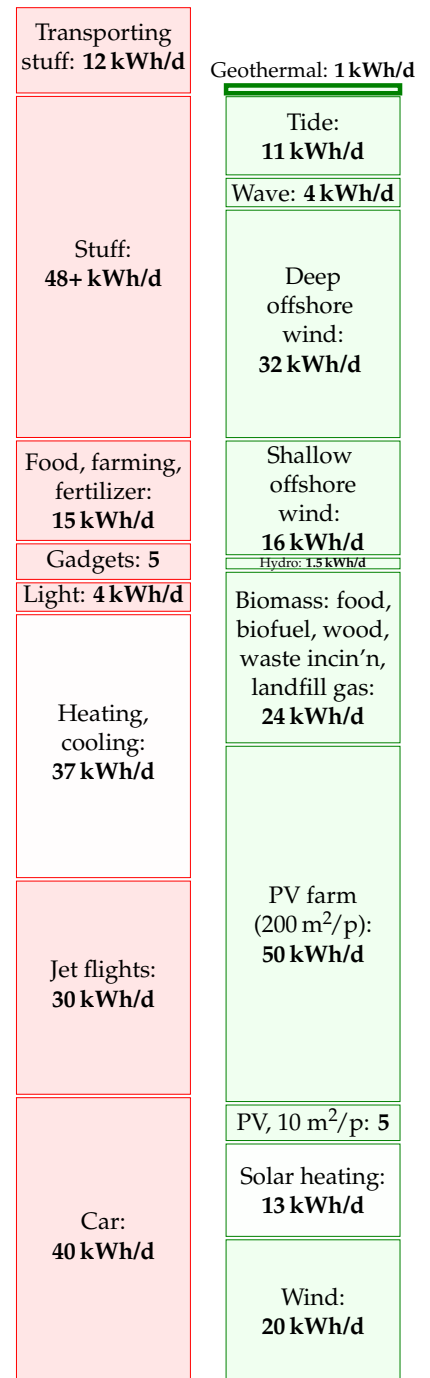 Transporting
stuff: 12 kWh/d
Stuff:
48+ kWh/d
Food, farming,
fertilizer:
15 kWh/d
Gadgets: 5
Light: 4 kWh/d
Heating,
cooling:
37 kWh/d
Jet flights:
30 kWh/d
Car:
40 kWh/d
Geothermal: 1 kWh/d
Tide:
11 kWh/d
Wave: 4 kWh/d
Deep
offshore
wind:
32 kWh/d
Shallow
offshore
wind:
16 kWh/d
Hydro: 1.5 kWh/d
Biomass: food,
biofuel, wood,
waste incin’n,
landfill gas:
24 kWh/d
PV farm
(200 m²/p):
50 kWh/d
PV, 10 m²/p: 5
Solar heating:
13 kWh/d
Wind:
20 kWh/d